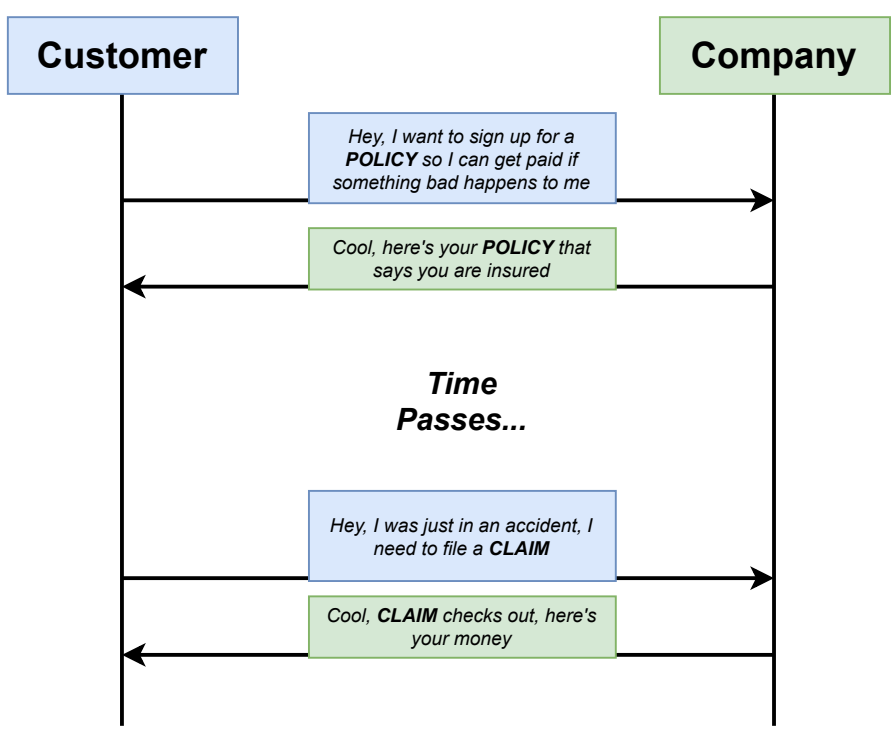 Customer
Company
Hey, I want to sign up for a
POLICY so I can get paid if
something bad happens to me
Cool, here's your POLICY that
says you are insured
Time
Passes...
Hey, I was just in an accident, I
need to file a CLAIM
Cool, CLAIM checks out, here's
your money